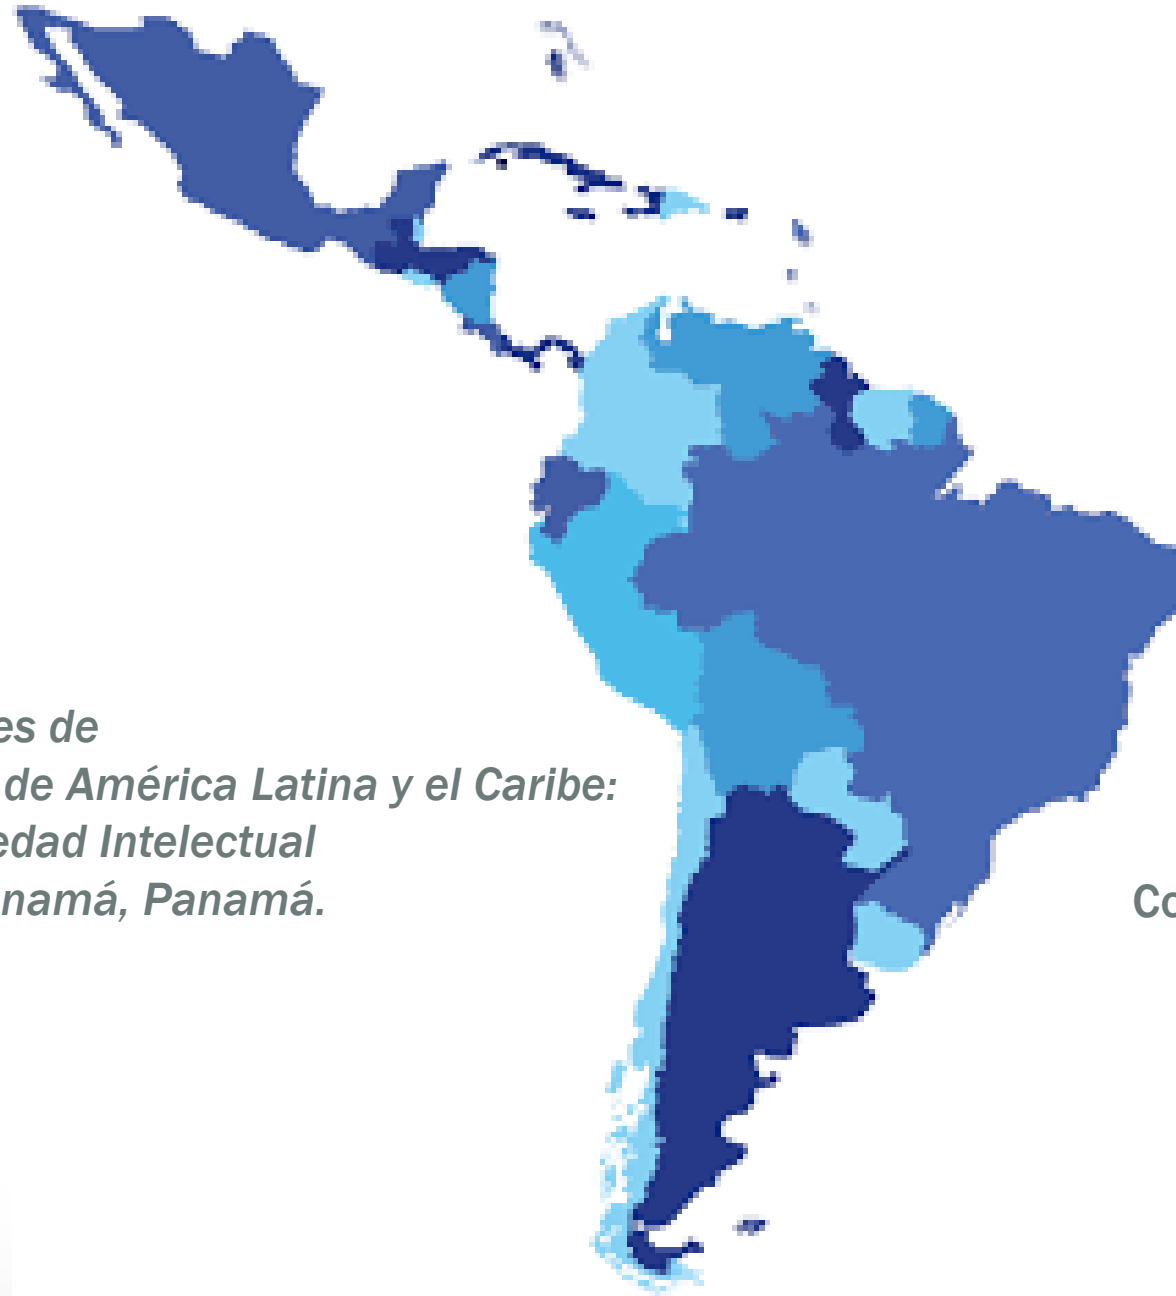 es de
de América Latina y el Caribe:
edad Intelectual
namá, Panamá.
Co